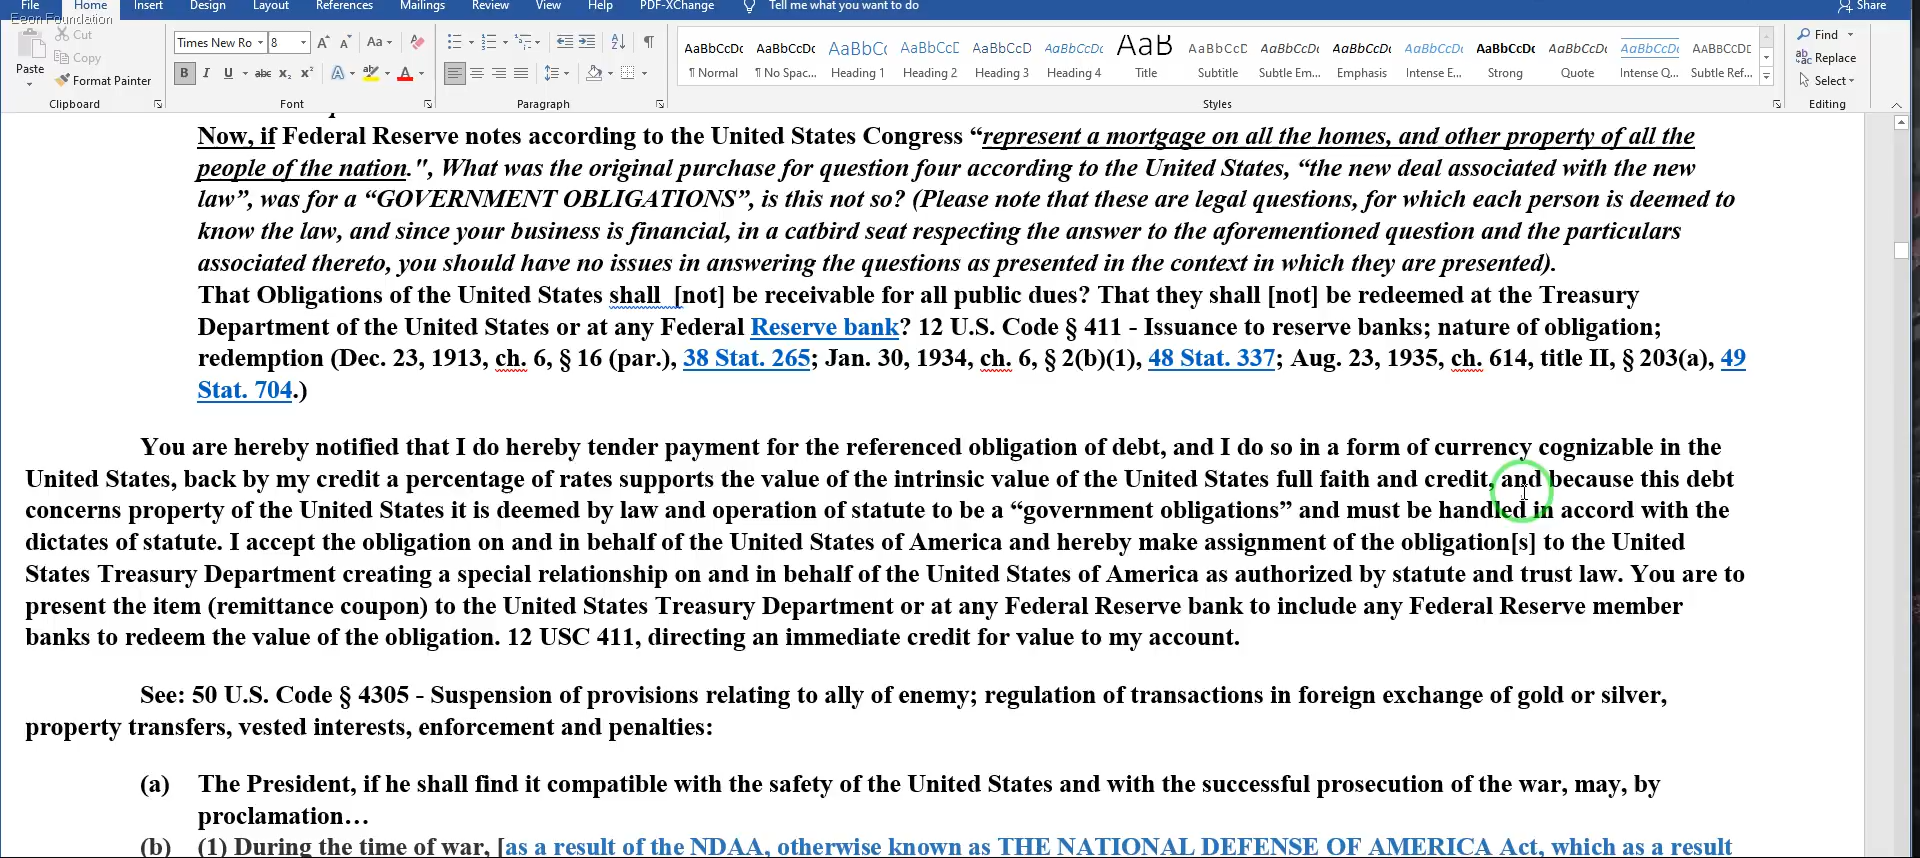 File Home Insert Design Layout References Mailings Review View Help PDF-XChange Tell me what you want to do Share
Eeon Foundation
Cut
Copy
Paste
Format Painter
Times New Ro 8
Find
Replace
Select
AaBbCcDc AaBbCcDc AaBbCc AaBbCcE AaBbCcD AaBbCcDc AaB AaBbCcD AaBbCcDc AaBbCcDc AaBbCcDc AaBbCcDc AaBbCcDc AaBbCcDc AABBCCDE
¶ Normal ¶ No Spac... Heading 1 Heading 2 Heading 3 Heading 4 Title Subtitle Subtle Em... Emphasis Intense E... Strong Quote Intense Q... Subtle Ref...
Clipboard Font Paragraph Styles Editing
Now, if Federal Reserve notes according to the United States Congress “represent a mortgage on all the homes, and other property of all the
people of the nation.", What was the original purchase for question four according to the United States, “the new deal associated with the new
law”, was for a “GOVERNMENT OBLIGATIONS”, is this not so? (Please note that these are legal questions, for which each person is deemed to
know the law, and since your business is financial, in a catbird seat respecting the answer to the aforementioned question and the particulars
associated thereto, you should have no issues in answering the questions as presented in the context in which they are presented).
That Obligations of the United States shall [not] be receivable for all public dues? That they shall [not] be redeemed at the Treasury
Department of the United States or at any Federal Reserve bank? 12 U.S. Code § 411 - Issuance to reserve banks; nature of obligation;
redemption (Dec. 23, 1913, ch. 6, § 16 (par.), 38 Stat. 265; Jan. 30, 1934, ch. 6, § 2(b)(1), 48 Stat. 337; Aug. 23, 1935, ch. 614, title II, § 203(a), 49
Stat. 704.)
You are hereby notified that I do hereby tender payment for the referenced obligation of debt, and I do so in a form of currency cognizable in the
United States, back by my credit a percentage of rates supports the value of the intrinsic value of the United States full faith and credit, and because this debt
concerns property of the United States it is deemed by law and operation of statute to be a “government obligations” and must be handled in accord with the
dictates of statute. I accept the obligation on and in behalf of the United States of America and hereby make assignment of the obligation[s] to the United
States Treasury Department creating a special relationship on and in behalf of the United States of America as authorized by statute and trust law. You are to
present the item (remittance coupon) to the United States Treasury Department or at any Federal Reserve bank to include any Federal Reserve member
banks to redeem the value of the obligation. 12 USC 411, directing an immediate credit for value to my account.
See: 50 U.S. Code § 4305 - Suspension of provisions relating to ally of enemy; regulation of transactions in foreign exchange of gold or silver,
property transfers, vested interests, enforcement and penalties:
(a) The President, if he shall find it compatible with the safety of the United States and with the successful prosecution of the war, may, by
proclamation…
(b) (1) During the time of war, [as a result of the NDAA, otherwise known as THE NATIONAL DEFENSE OF AMERICA Act, which as a result